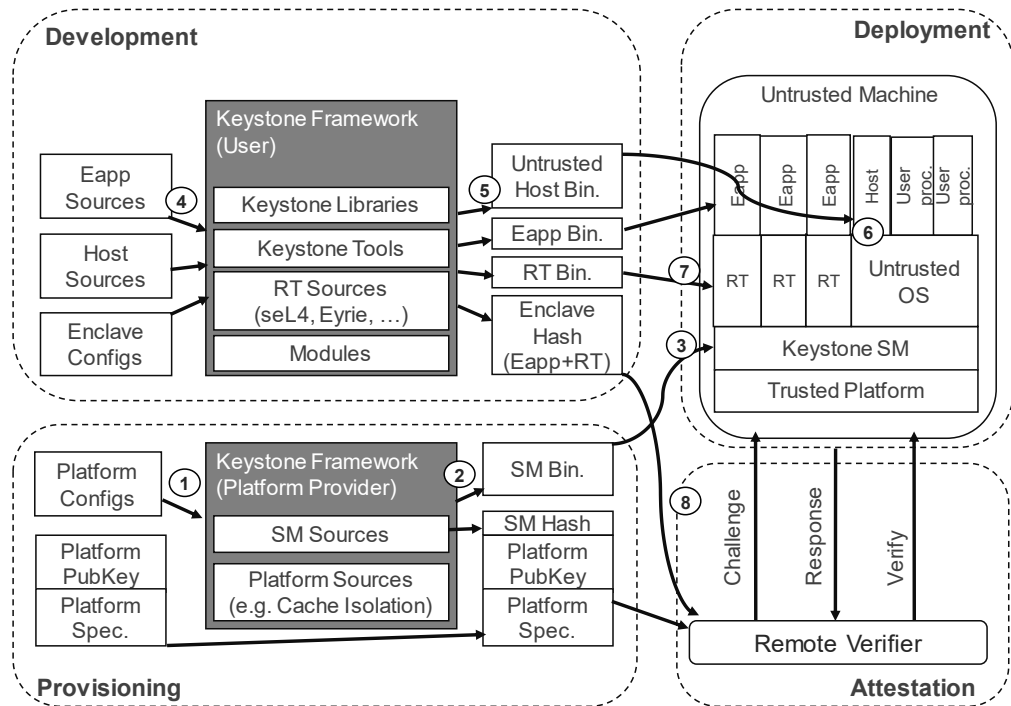 Development
Keystone Framework
(User)
Eapp
Sources
Host
Sources
Enclave
Configs
4
Keystone Libraries
Keystone Tools
RT Sources
(seL4, Eyrie, …)
Modules
5
Untrusted
Host Bin.
Eapp Bin.
RT Bin.
Enclave
Hash
(Eapp+RT)
Deployment
Untrusted Machine
Eapp
Eapp
Eapp
Host
User
proc.
User
proc.
6
7
RT
RT
RT
Untrusted
OS
3
Keystone SM
Trusted Platform
Platform
Configs
1
Keystone Framework
(Platform Provider)
2
SM Sources
Platform Sources
(e.g. Cache Isolation)
SM Bin.
SM Hash
Platform
PubKey
Platform
Spec.
Platform
PubKey
Platform
Spec.
Provisioning
8
Challenge
Response
Verify
Remote Verifier
Attestation